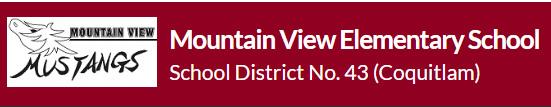 MOUNTAIN VIEW
MUSTANGS
Mountain View Elementary School
School District No. 43 (Coquitlam)